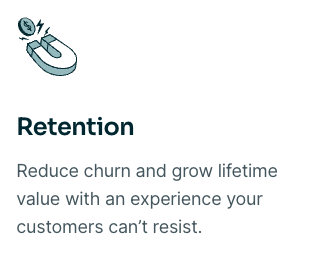 Retention
Reduce churn and grow lifetime
value with an experience your
customers can’t resist.